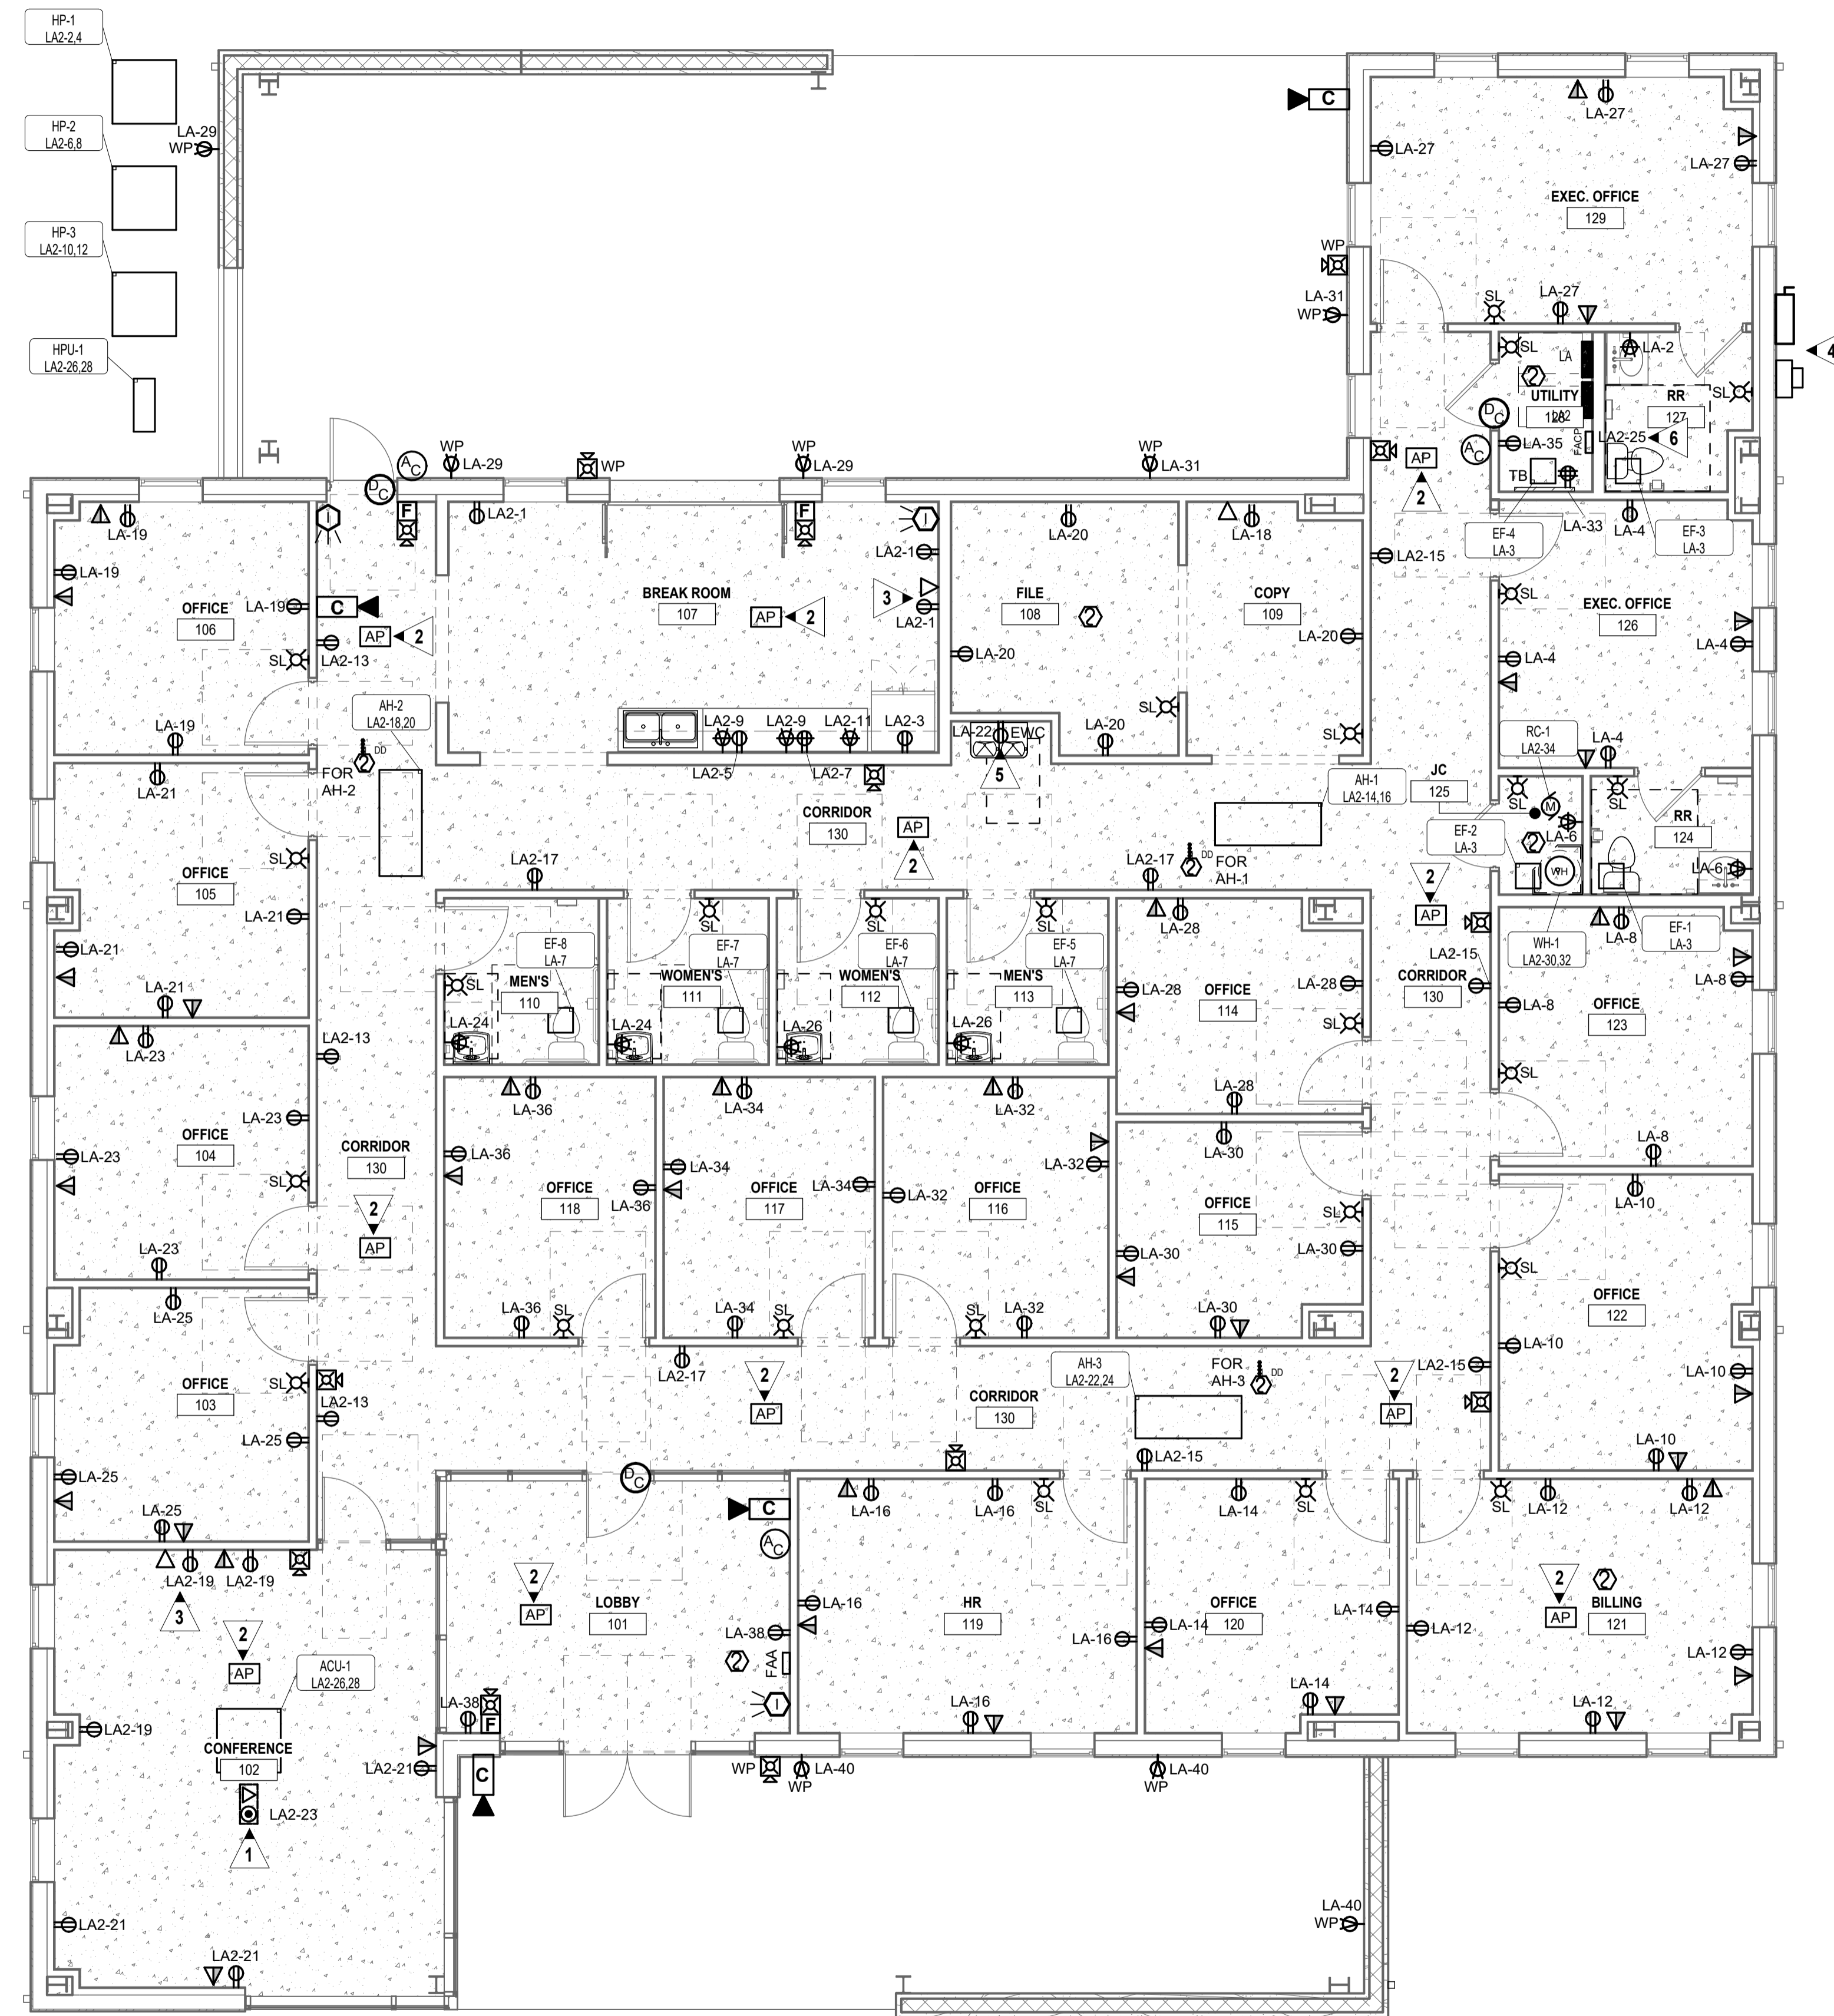 HP-1
LA2-2,4
HP-2
LA2-6,8
LA-29
WP
HP-3
LA2-10,12
HPU-1
LA2-26,28
C
LA-27
LA-27
LA-27
EXEC. OFFICE
129
WP
LA-31
WP
SL
LA-27
4
SL
LA
LA-2
2
UTILITY
128
LA2
RR
127
SL
DC
LA2-25
6
LA-35
FACP
AC
TB
AP
2
LA-33
EF-4
LA-3
EF-3
LA-3
WP
LA-29
WP
WP
LA-29
WP
LA-31
AC
DC
I
F
LA2-1
F
I
LA-19
LA-19
LA-19
OFFICE
106
C
AP
2
LA2-13
SL
LA-19
BREAK ROOM
107
AP
2
LA2-1
3
LA2-1
LA-20
FILE
108
2
LA-20
SL
LA-20
LA-18
COPY
109
LA-20
SL
LA2-15
LA-4
SL
EXEC. OFFICE
126
LA-4
LA-4
LA-4
AH-2
LA2-18,20
DD
2
FOR
AH-2
LA2-9
LA2-9
LA2-11
LA2-3
LA2-5
LA2-7
LA-22
EWC
5
RC-1
LA2-34
JC
125
AH-1
LA2-14,16
SL
M
LA-6
2
WH
SL
RR
124
LA-6
EF-2
LA-3
LA-21
SL
OFFICE
105
LA-21
LA-21
LA-21
CORRIDOR
130
AP
2
LA2-17
LA2-17
DD
2
FOR
AH-1
2
AP
WH-1
LA2-30,32
EF-1
LA-3
LA-8
LA-8
LA-8
OFFICE
123
SL
LA-8
LA2-15
CORRIDOR
130
EF-8
LA-7
SL
MEN'S
110
LA-24
EF-7
LA-7
SL
WOMEN'S
111
LA-24
EF-6
LA-7
SL
WOMEN'S
112
LA-26
EF-5
LA-7
SL
MEN'S
113
LA-26
LA-28
LA-28
LA-28
OFFICE
114
SL
LA-28
LA-23
LA2-13
LA-23
LA-23
OFFICE
104
SL
LA-23
CORRIDOR
130
2
AP
LA-36
LA-36
OFFICE
118
LA-36
LA-36
SL
LA-34
LA-34
OFFICE
117
LA-34
LA-34
SL
LA-32
LA-32
LA-32
OFFICE
116
SL
LA-32
LA-30
OFFICE
115
SL
LA-30
LA-30
LA-30
LA-10
SL
OFFICE
122
LA-10
LA-10
LA-10
LA-25
OFFICE
103
SL
LA2-13
LA-25
LA-25
LA-25
LA2-17
2
AP
CORRIDOR
130
AH-3
LA2-22,24
FOR
AH-3
DD
2
2
AP
LA2-15
LA2-15
LA2-19
LA2-19
3
2
AP
ACU-1
LA2-26,28
LA2-19
CONFERENCE
102
LA2-21
LA2-23
1
LA2-21
LA2-21
DC
C
AC
2
AP
LOBBY
101
LA-38
2
FAA
I
LA-38
F
C
WP
LA-16
LA-16
SL
LA-16
HR
119
LA-16
LA-16
LA-14
SL
LA-14
OFFICE
120
LA-14
LA-14
SL
LA-12
LA-12
2
AP
2
BILLING
121
LA-12
LA-12
LA-12
LA-40
WP
LA-40
WP
LA-40
WP